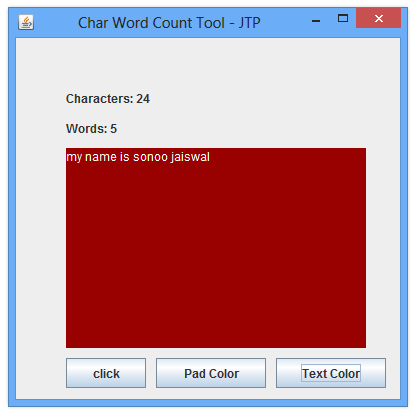 Char Word Count Tool - JTP
Characters: 24
Words: 5
my name is sonoo jaiswal
click Pad Color Text Color